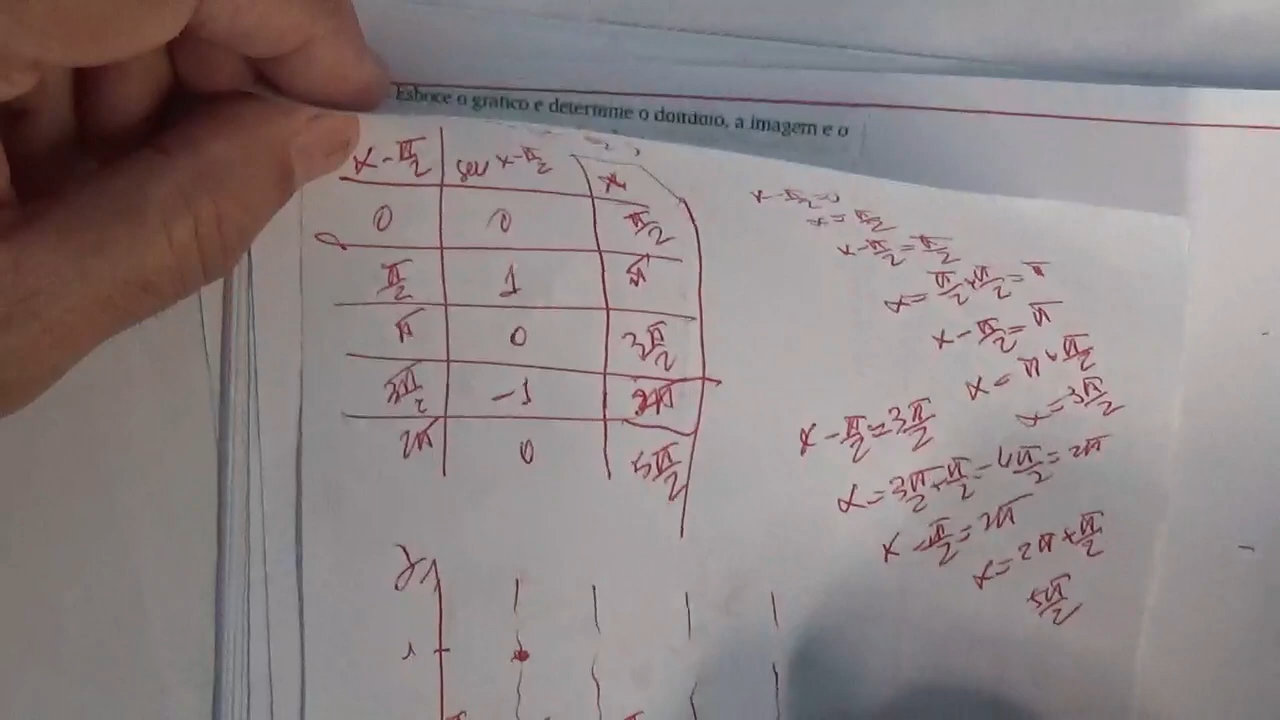 Esboce o gráfico e determine o domínio, a imagem e o
x - π/2 sen x - π/2 x
0 0 π/2
π/2 1 π
π 0 3π/2
3π/2 -1 2π
2π 0 5π/2
x - π/2 = 0
x = π/2
x - π/2 = π/2
x = π/2 + π/2 = π
x - π/2 = π
x = π + π/2
x = 3π/2
x - π/2 = 3π/2
x = 3π/2 + π/2 = 4π/2 = 2π
x - π/2 = 2π
x = 2π + π/2
5π/2
y
1